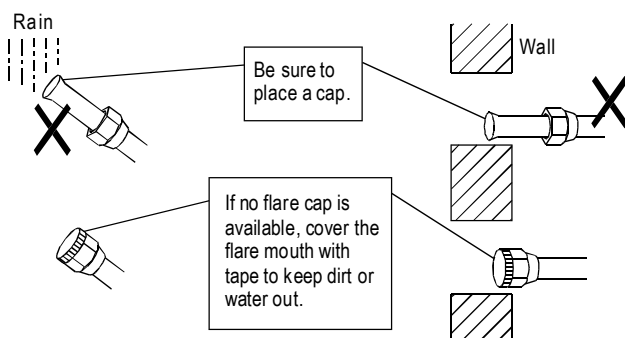 Rain
Wall
Be sure to
place a cap.
If no flare cap is
available, cover the
flare mouth with
tape to keep dirt or
water out.